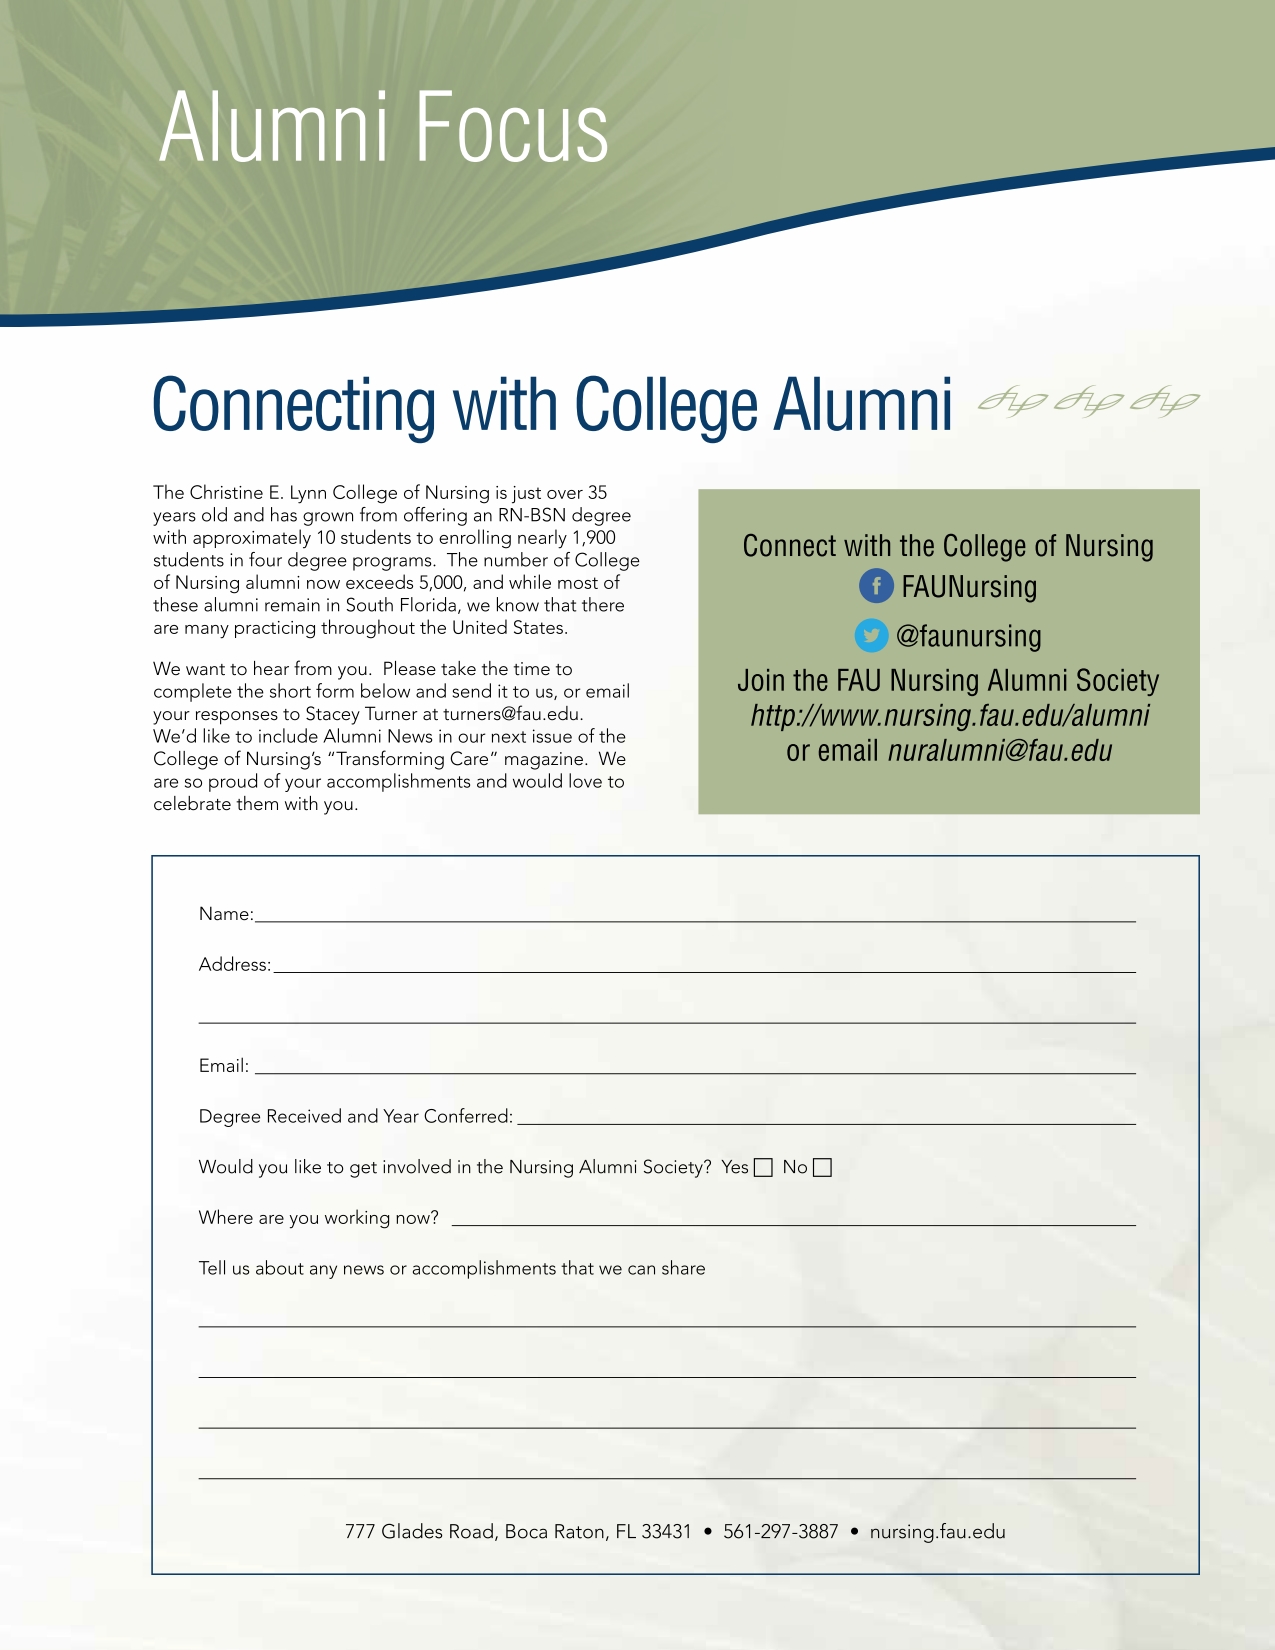 Alumni Focus
Connecting with College Alumni
The Christine E. Lynn College of Nursing is just over 35
years old and has grown from offering an RN-BSN degree
with approximately 10 students to enrolling nearly 1,900
students in four degree programs.  The number of College
of Nursing alumni now exceeds 5,000, and while most of
these alumni remain in South Florida, we know that there
are many practicing throughout the United States.
We want to hear from you.  Please take the time to
complete the short form below and send it to us, or email
your responses to Stacey Turner at turners@fau.edu.
We’d like to include Alumni News in our next issue of the
College of Nursing’s “Transforming Care” magazine.  We
are so proud of your accomplishments and would love to
celebrate them with you.
Connect with the College of Nursing
FAUNursing
@faunursing
Join the FAU Nursing Alumni Society
http://www.nursing.fau.edu/alumni
or email nuralumni@fau.edu
Name:
Address:
Email:
Degree Received and Year Conferred:
Would you like to get involved in the Nursing Alumni Society?  Yes  No
Where are you working now?
Tell us about any news or accomplishments that we can share
777 Glades Road, Boca Raton, FL 33431 • 561-297-3887 • nursing.fau.edu